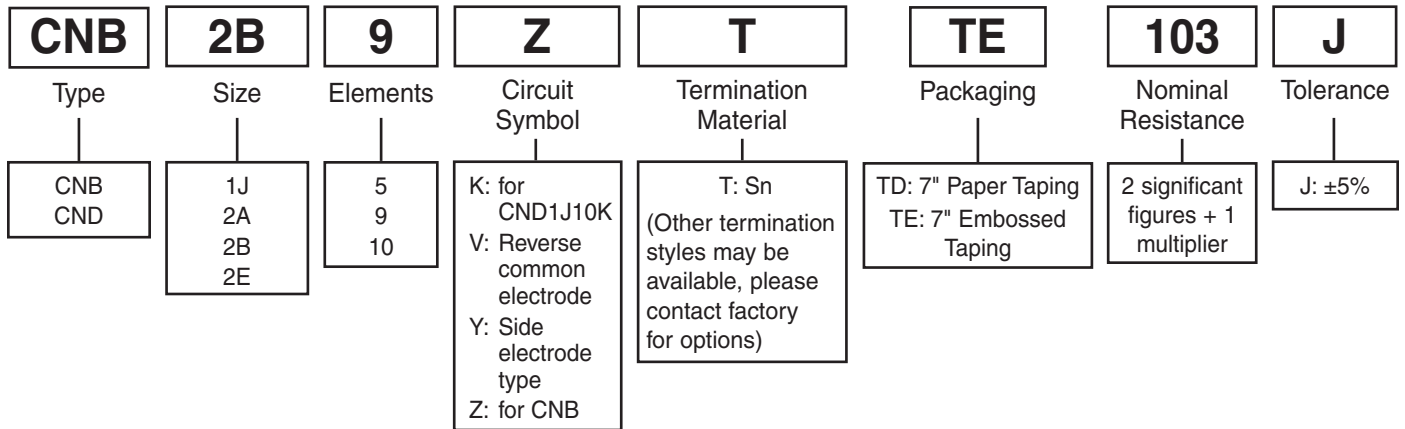 CNB 2B 9 Z T TE 103 J
Type
Size
Elements
Circuit
Symbol
Termination
Material
Packaging
Nominal
Resistance
Tolerance
CNB
CND
1J
2A
2B
2E
5
9
10
K: for
CND1J10K
V: Reverse
common
electrode
Y: Side
electrode
type
Z: for CNB
T: Sn
(Other termination
styles may be
available, please
contact factory
for options)
TD: 7" Paper Taping
TE: 7" Embossed
Taping
2 significant
figures + 1
multiplier
J: ±5%